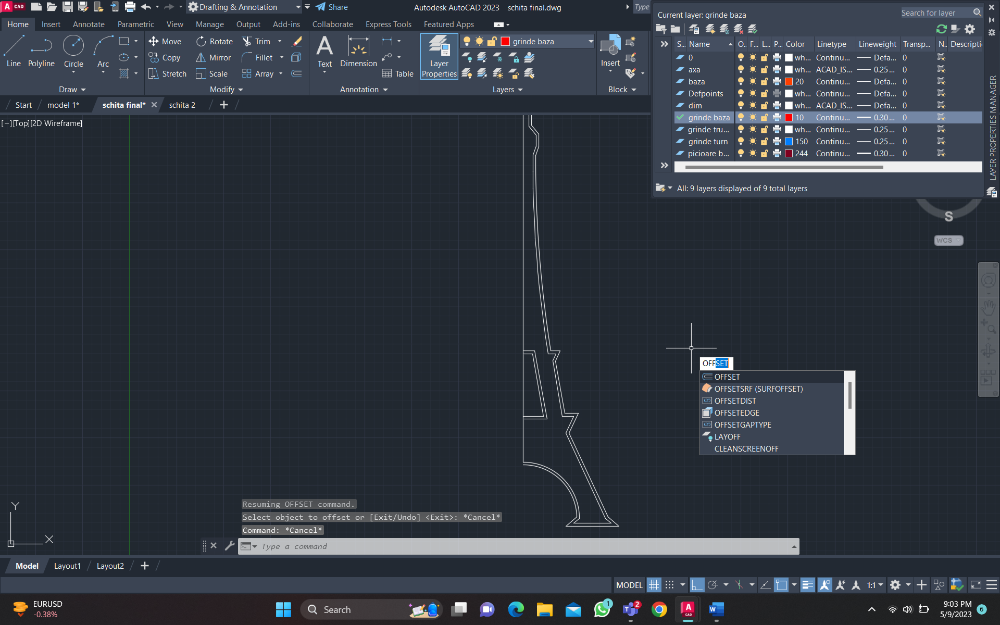 A CAD
Drafting & Annotation
Share
Autodesk AutoCAD 2023 schita final.dwg
Type
Home Insert Annotate Parametric View Manage Output Add-ins Collaborate Express Tools Featured Apps
Line Polyline Circle Arc
Move Rotate Trim
Copy Mirror Fillet
Stretch Scale Array
Text Dimension Table
Layer Properties
grinde baza
Insert
Draw Modify Annotation Layers Block
Start model 1* schita final* schita 2
[−][Top][2D Wireframe]
Current layer: grinde baza
Search for layer
S... Name O. F... L... P... Color Linetype Lineweight Transp... N.. Descripti
0 wh... Continu... Defa... 0
axa wh... ACAD_IS... 0.25 ... 0
baza 20 Continu... Defa... 0
Defpoints wh... Continu... Defa... 0
dim wh... ACAD_IS... Defa... 0
grinde baza 10 Continu... 0.30 ... 0
grinde tru... wh... Continu... 0.25 ... 0
grinde turn 150 Continu... 0.25 ... 0
picioare b... 244 Continu... 0.30 ... 0
All: 9 layers displayed of 9 total layers
LAYER PROPERTIES MANAGER
S
WCS
OFFSET
OFFSET
OFFSETSRF (SURFOFFSET)
OFFSETDIST
OFFSETEDGE
OFFSETGAPTYPE
LAYOFF
CLEANSCREENOFF
Y
X
Resuming OFFSET command.
Select object to offset or [Exit/Undo] <Exit>: *Cancel*
Command: *Cancel*
Type a command
Model Layout1 Layout2
MODEL
1:1
EURUSD
-0.38%
Search
1
2
A CAD
9:03 PM
5/9/2023
6